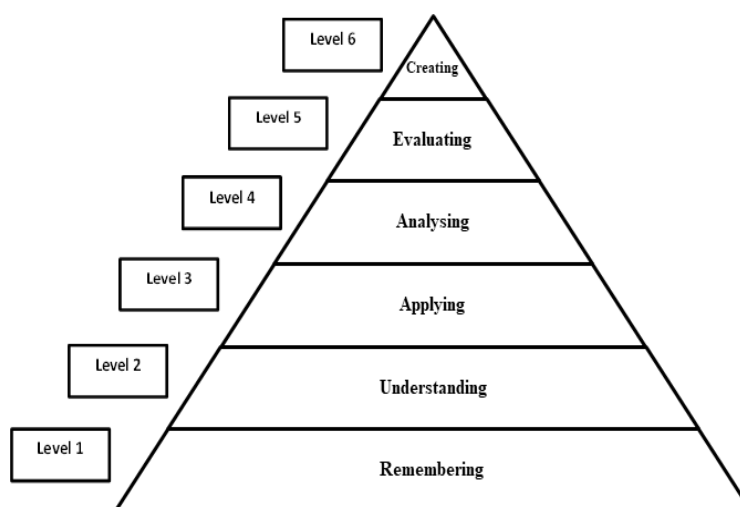 Level 6
Creating
Level 5
Evaluating
Level 4
Analysing
Level 3
Applying
Level 2
Understanding
Level 1
Remembering